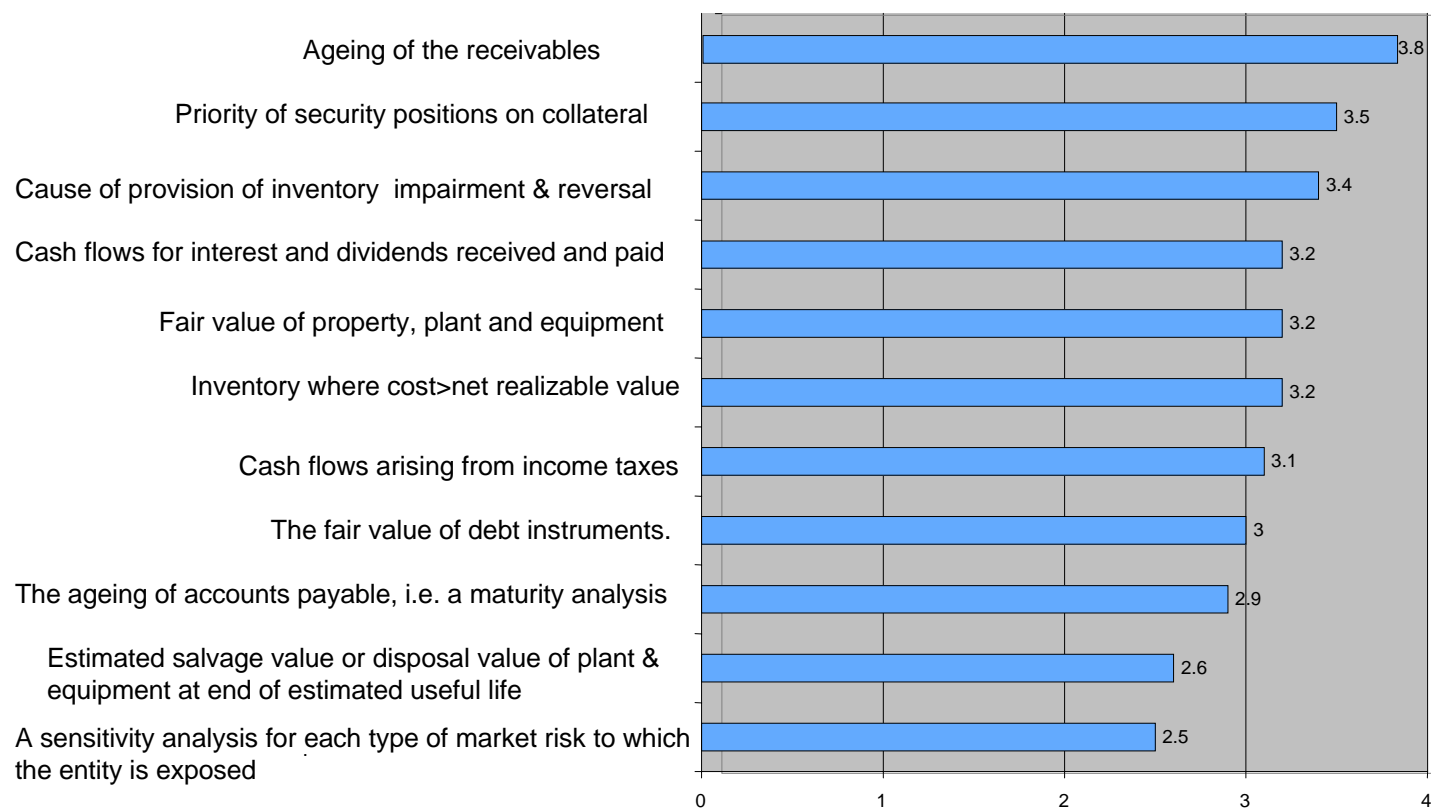 Ageing of the receivables
3.8
Priority of security positions on collateral
3.5
Cause of provision of inventory impairment & reversal
3.4
Cash flows for interest and dividends received and paid
3.2
Fair value of property, plant and equipment
3.2
Inventory where cost>net realizable value
3.2
Cash flows arising from income taxes
3.1
The fair value of debt instruments.
3
The ageing of accounts payable, i.e. a maturity analysis
2.9
Estimated salvage value or disposal value of plant &
equipment at end of estimated useful life
2.6
A sensitivity analysis for each type of market risk to which
the entity is exposed
2.5
0 1 2 3 4